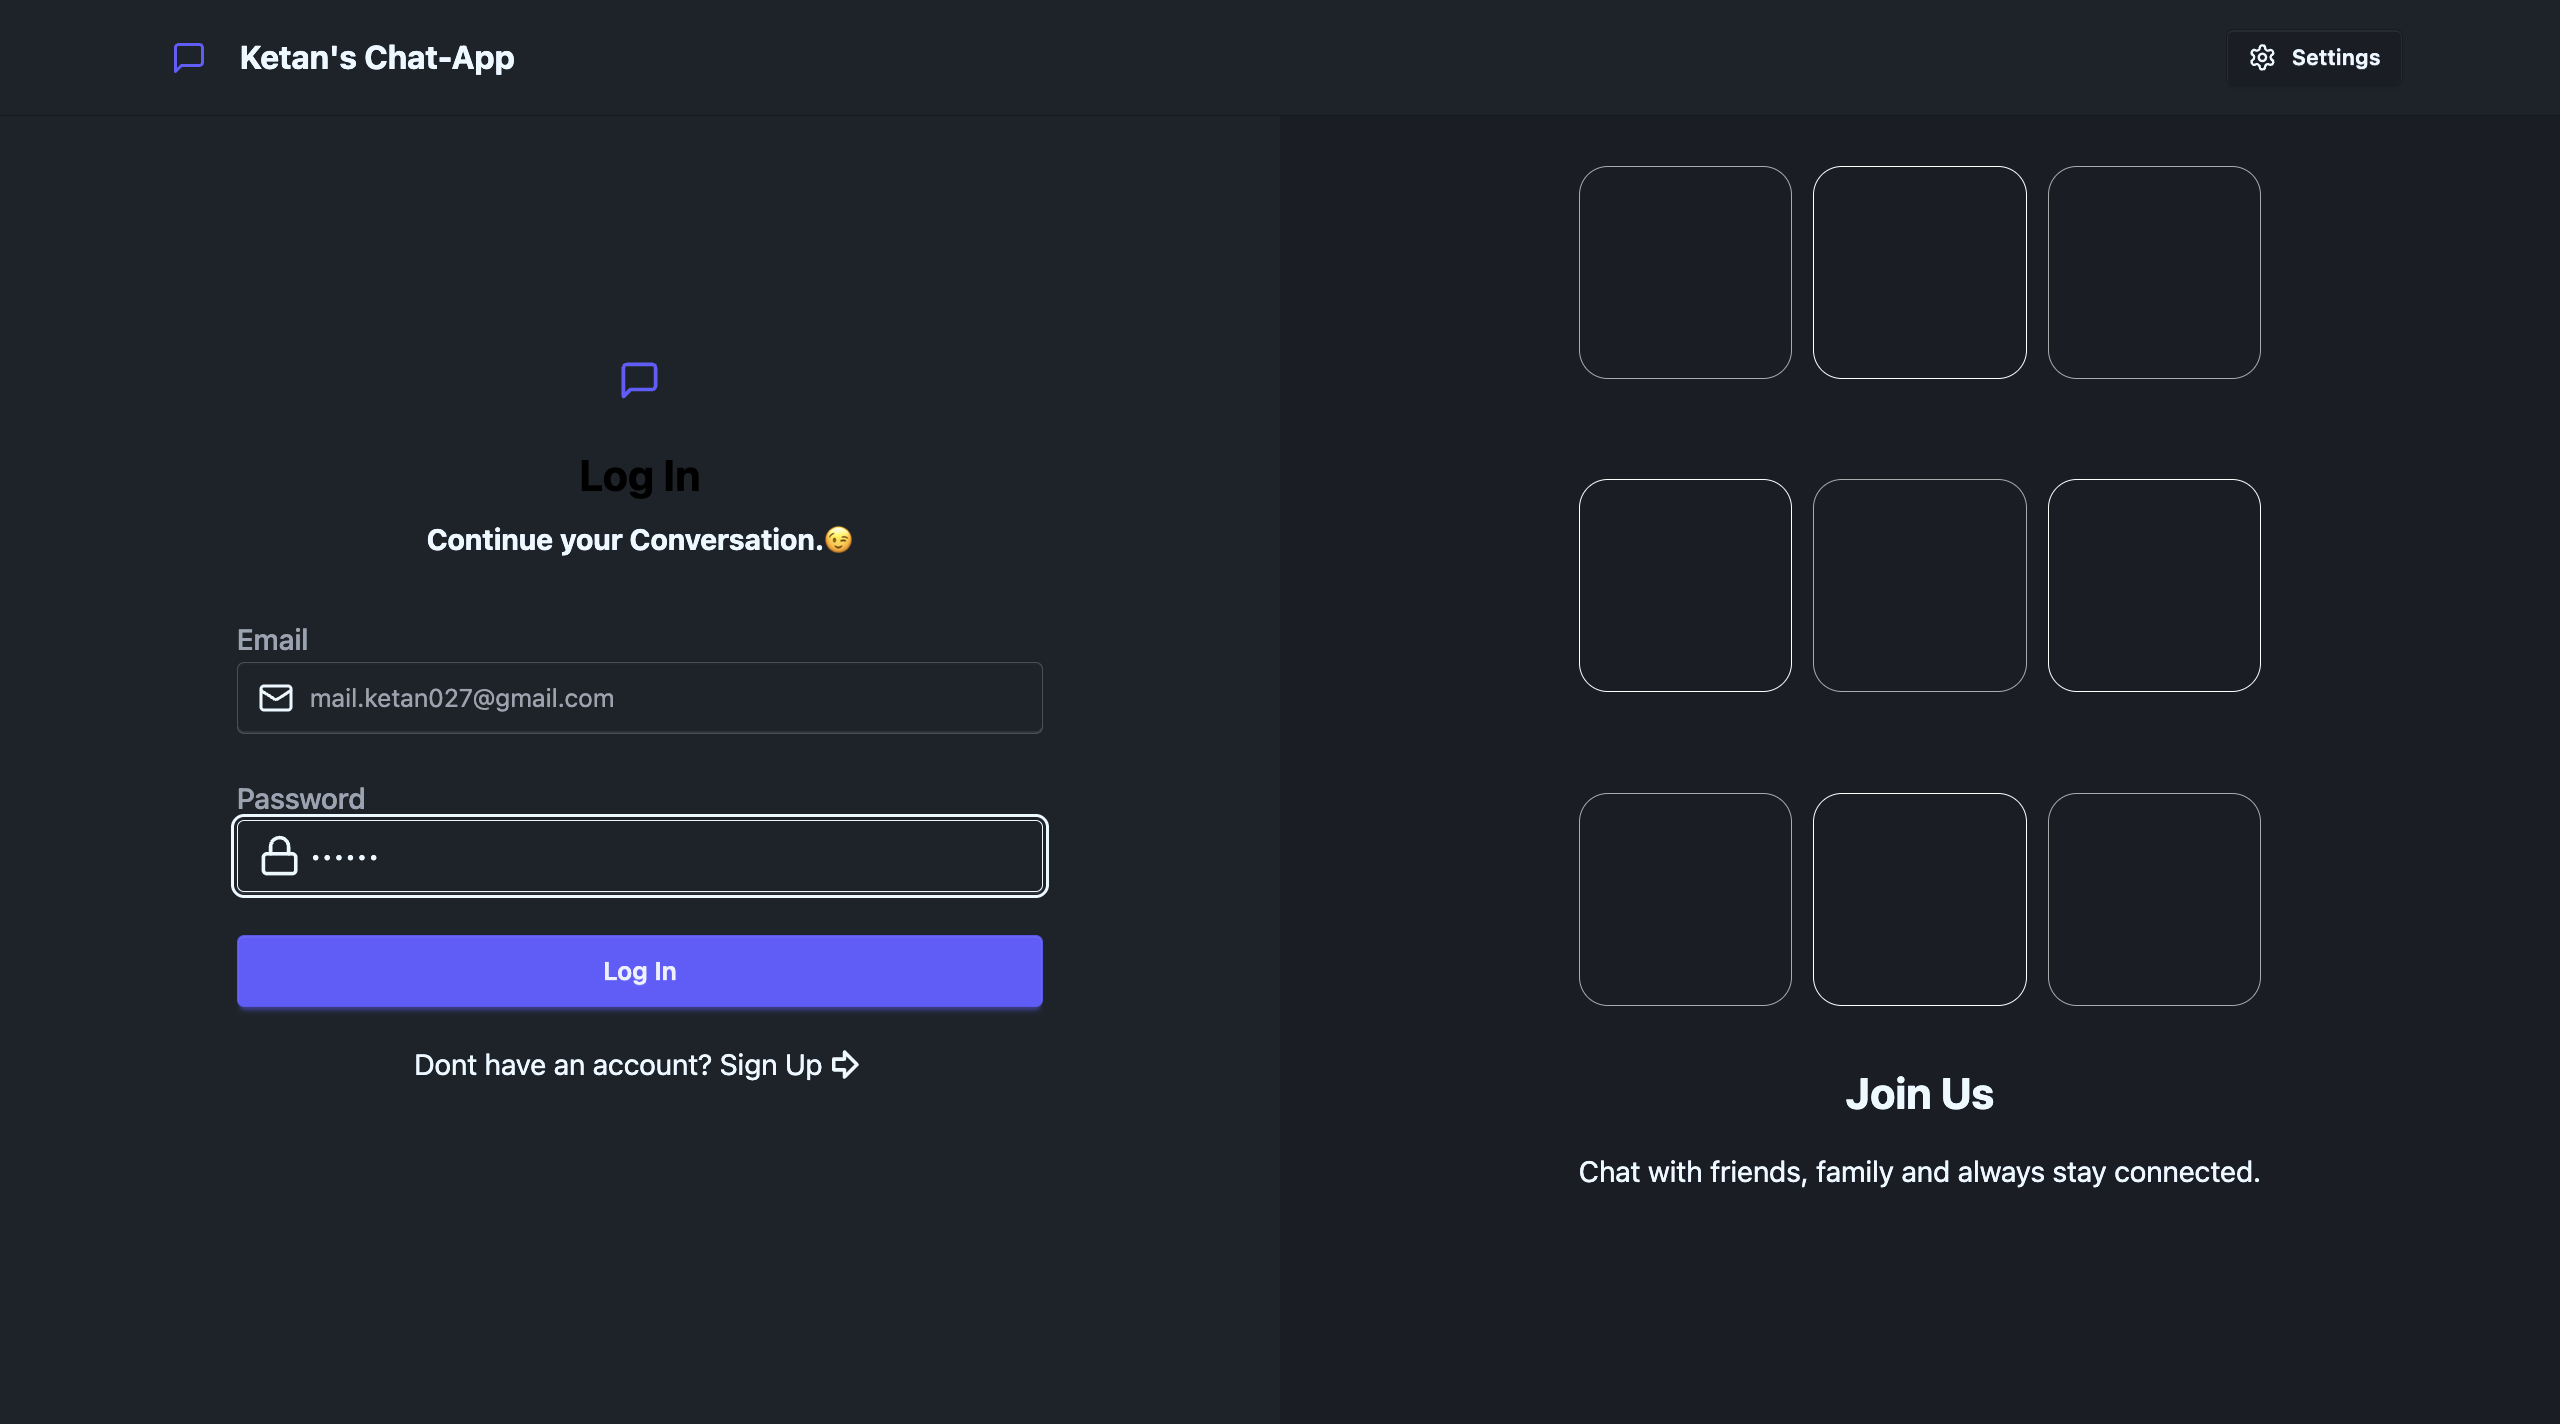 Ketan's Chat-App
Settings
Log In
Continue your Conversation.😉
Email
mail.ketan027@gmail.com
Password
••••••
Log In
Dont have an account? Sign Up
Join Us
Chat with friends, family and always stay connected.